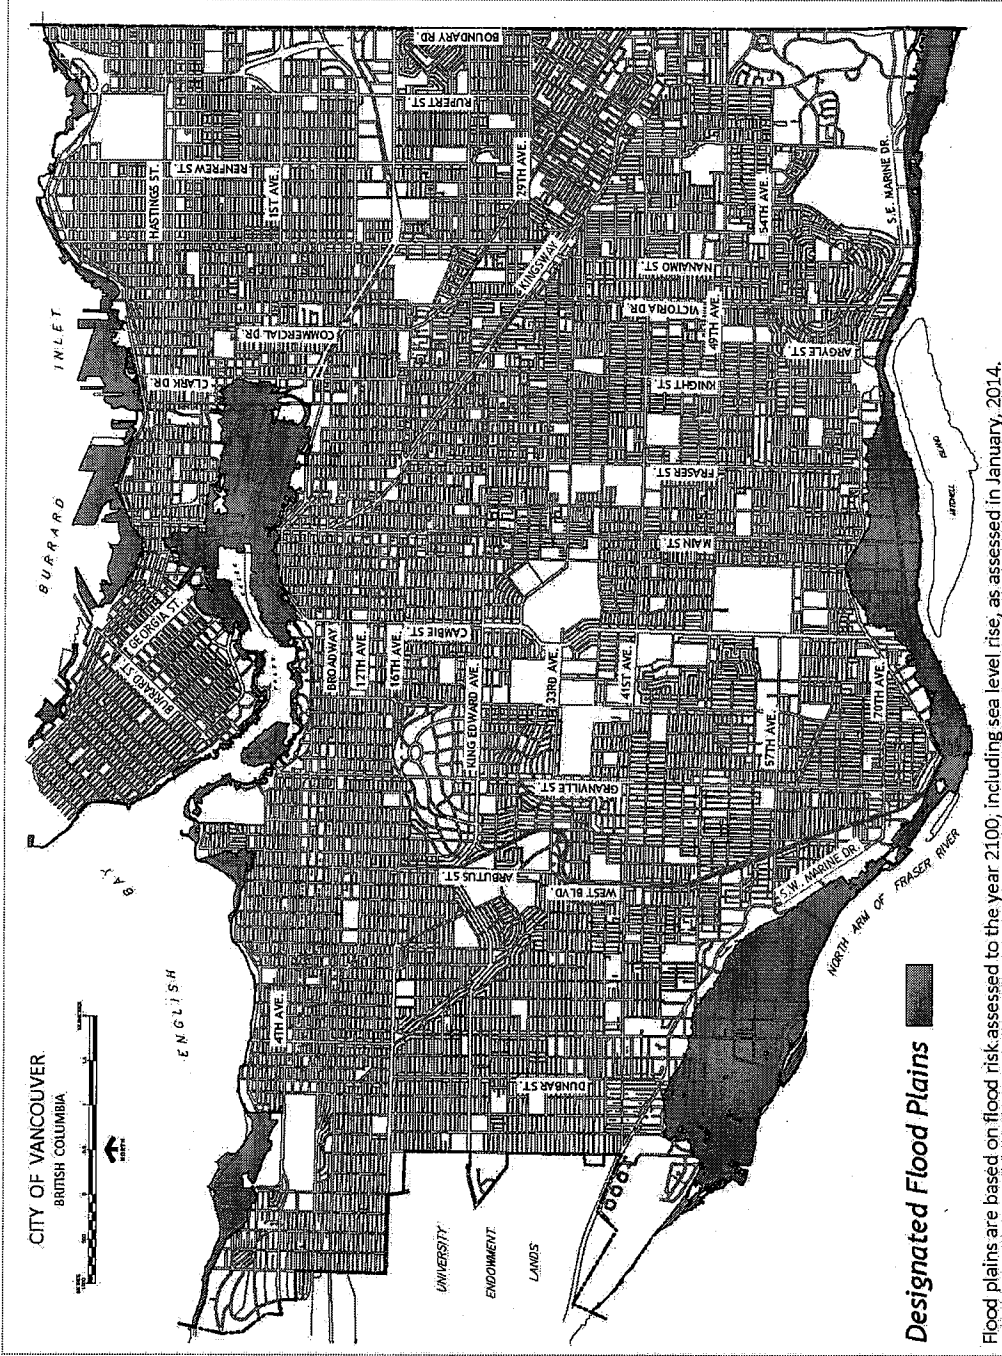 CITY OF VANCOUVER
BRITISH COLUMBIA
NORTH
BURRARD
INLET
ENGLISH
BAY
FALSE
CREEK
UNIVERSITY
ENDOWMENT
LANDS
NORTH ARM OF FRASER RIVER
MITCHELL
ISLAND
BURRARD ST.
GEORGIA ST.
HASTINGS ST.
RENFREW ST.
1ST AVE.
RUPERT ST.
BOUNDARY RD.
29TH AVE.
KINGSWAY
54TH AVE.
S.E. MARINE DR.
NANAIMO ST.
VICTORIA DR.
49TH AVE.
ARGYLE ST.
COMMERCIAL DR.
CLARK DR.
KNIGHT ST.
FRASER ST.
MAIN ST.
CAMBIE ST.
BROADWAY
12TH AVE.
16TH AVE.
KING EDWARD AVE.
33RD AVE.
41ST AVE.
57TH AVE.
70TH AVE.
GRANVILLE ST.
ARBUTUS ST.
WEST BLVD.
S.W. MARINE DR.
4TH AVE.
DUNBAR ST.
Designated Flood Plains
Flood plains are based on flood risk assessed to the year 2100, including sea level rise, as assessed in January, 2014.